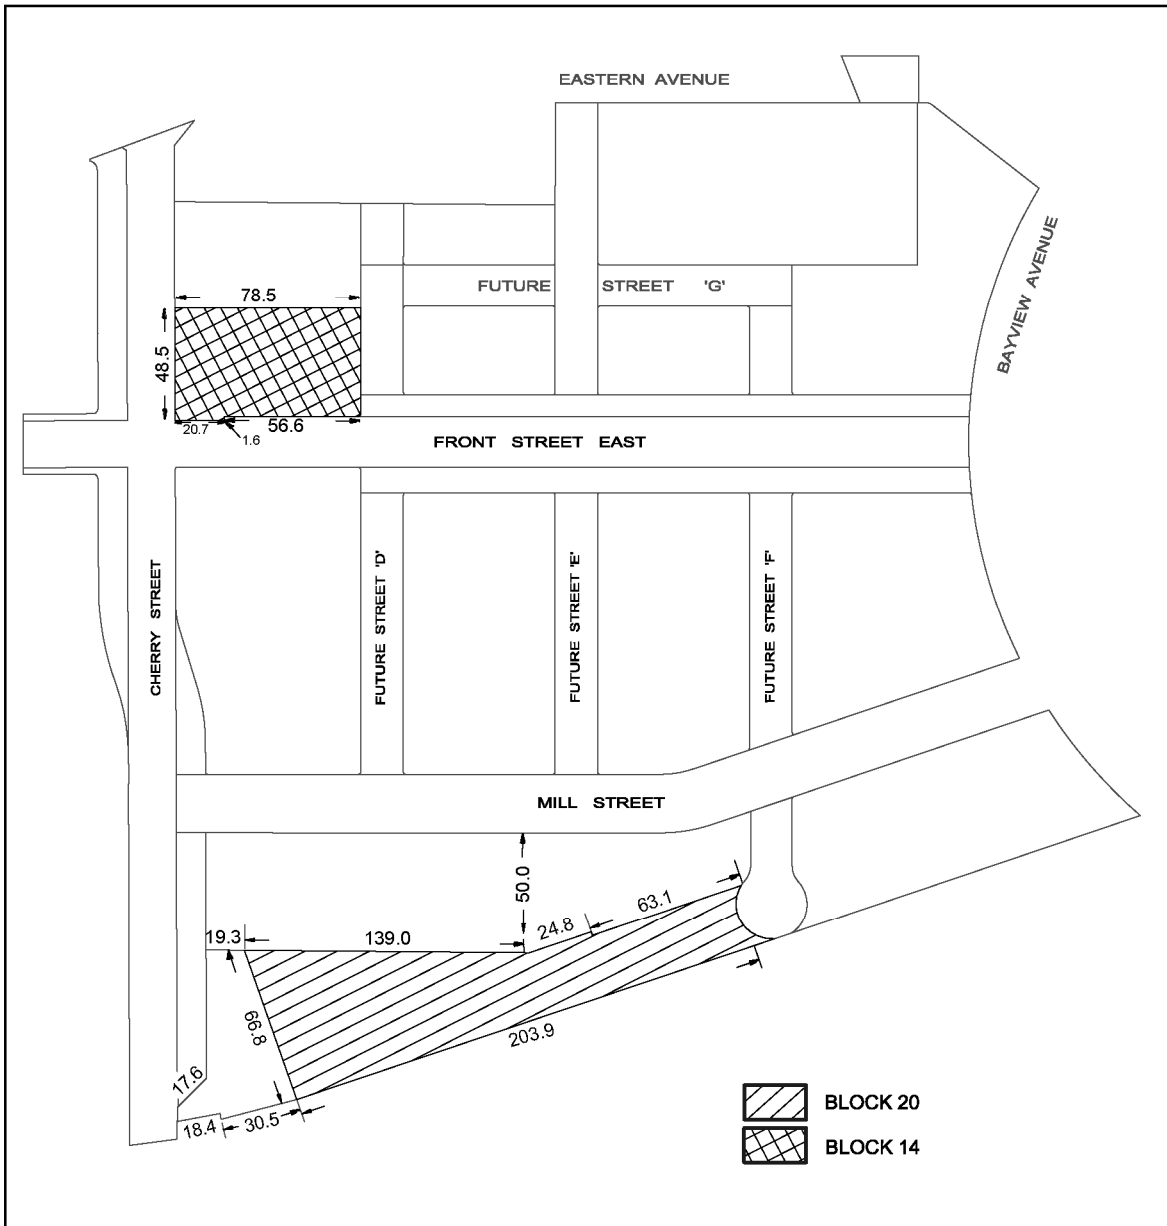 EASTERN AVENUE
BAYVIEW AVENUE
FUTURE STREET 'G'
78.5
48.5
56.6
20.7
1.6
FRONT STREET EAST
CHERRY STREET
FUTURE STREET 'D'
FUTURE STREET 'E'
FUTURE STREET 'F'
MILL STREET
50.0
63.1
24.8
19.3
139.0
66.8
203.9
17.6
18.4
30.5
BLOCK 20
BLOCK 14